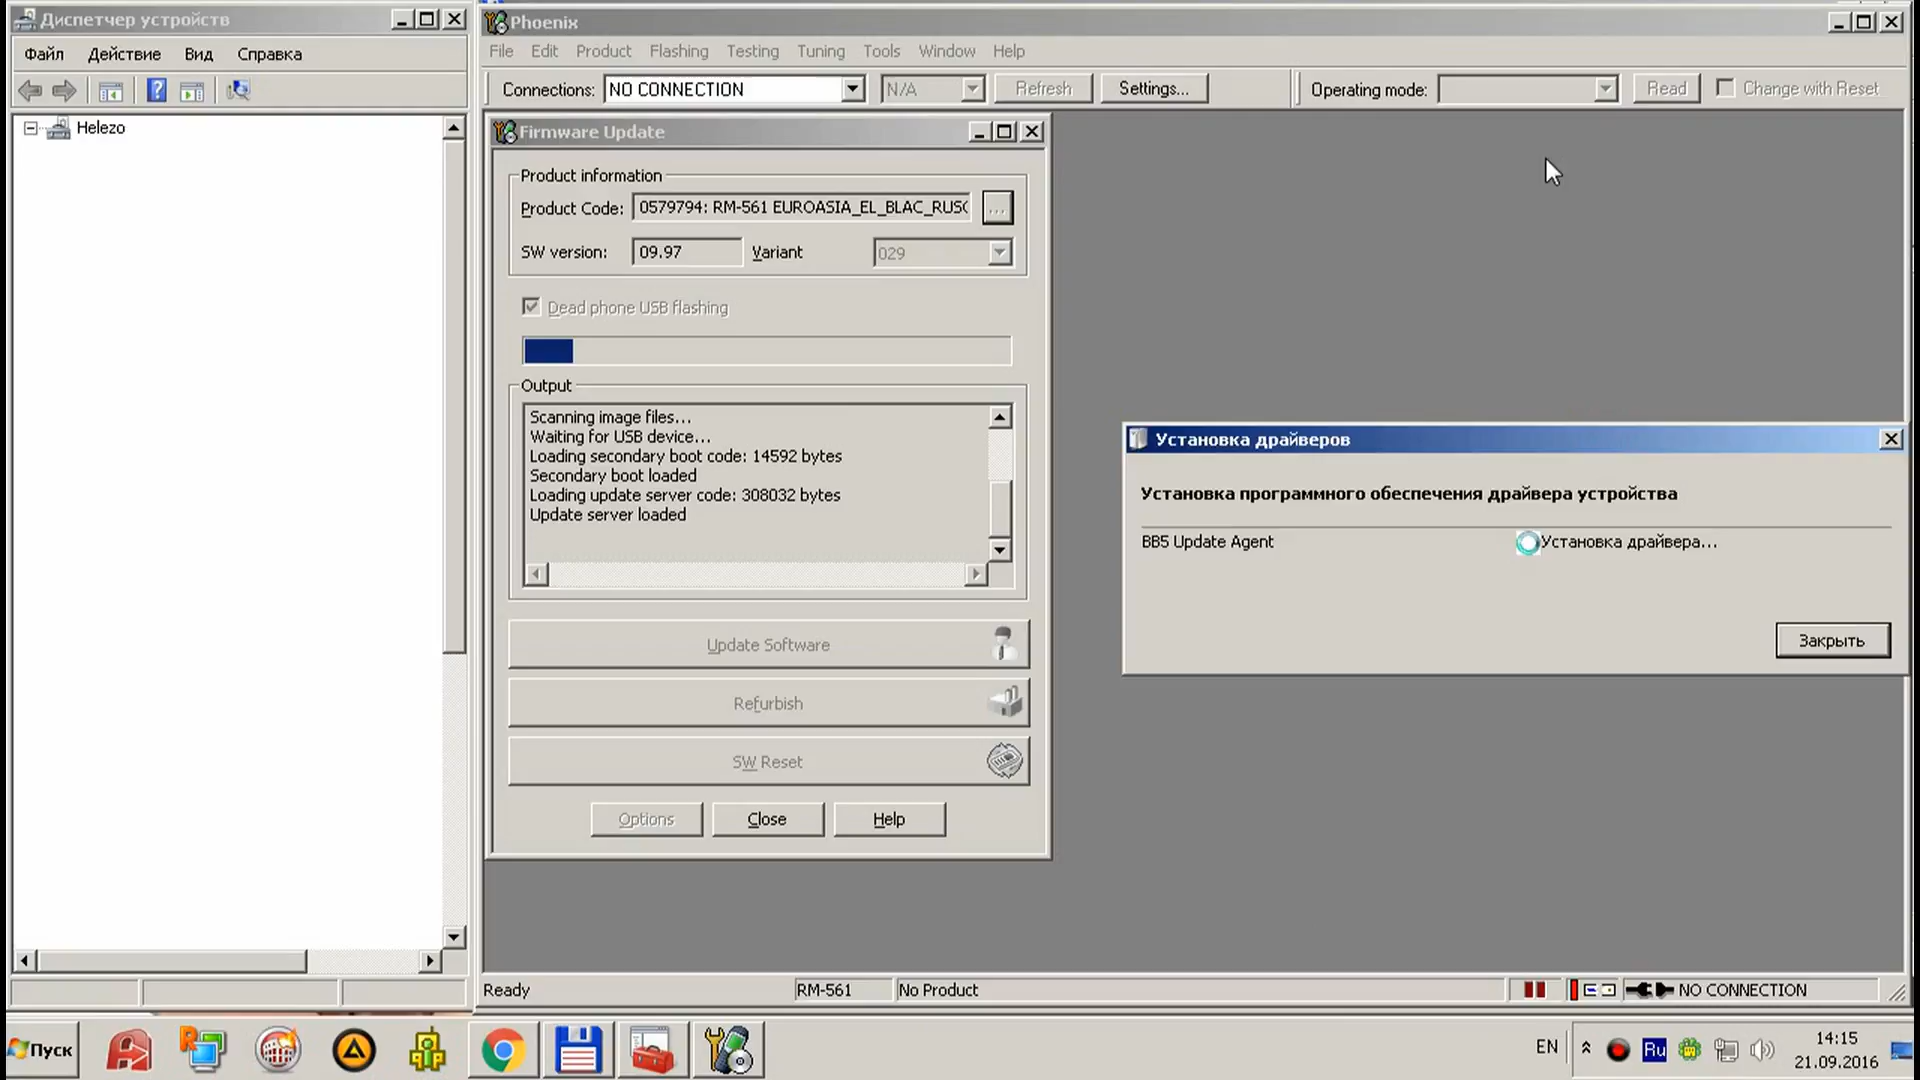 Диспетчер устройств
Файл Действие Вид Справка
Helezo
Phoenix
File Edit Product Flashing Testing Tuning Tools Window Help
Connections: NO CONNECTION N/A Refresh Settings... Operating mode: Read Change with Reset
Firmware Update
Product information
Product Code: 0579794: RM-561 EUROASIA_EL_BLAC_RUSC ...
SW version: 09.97 Variant 029
Dead phone USB flashing
Output
Scanning image files...
Waiting for USB device...
Loading secondary boot code: 14592 bytes
Secondary boot loaded
Loading update server code: 308032 bytes
Update server loaded
Update Software
Refurbish
SW Reset
Options Close Help
Установка драйверов
Установка программного обеспечения драйвера устройства
BB5 Update Agent Установка драйвера...
Закрыть
Ready RM-561 No Product NO CONNECTION
Пуск
EN Ru 14:15
21.09.2016